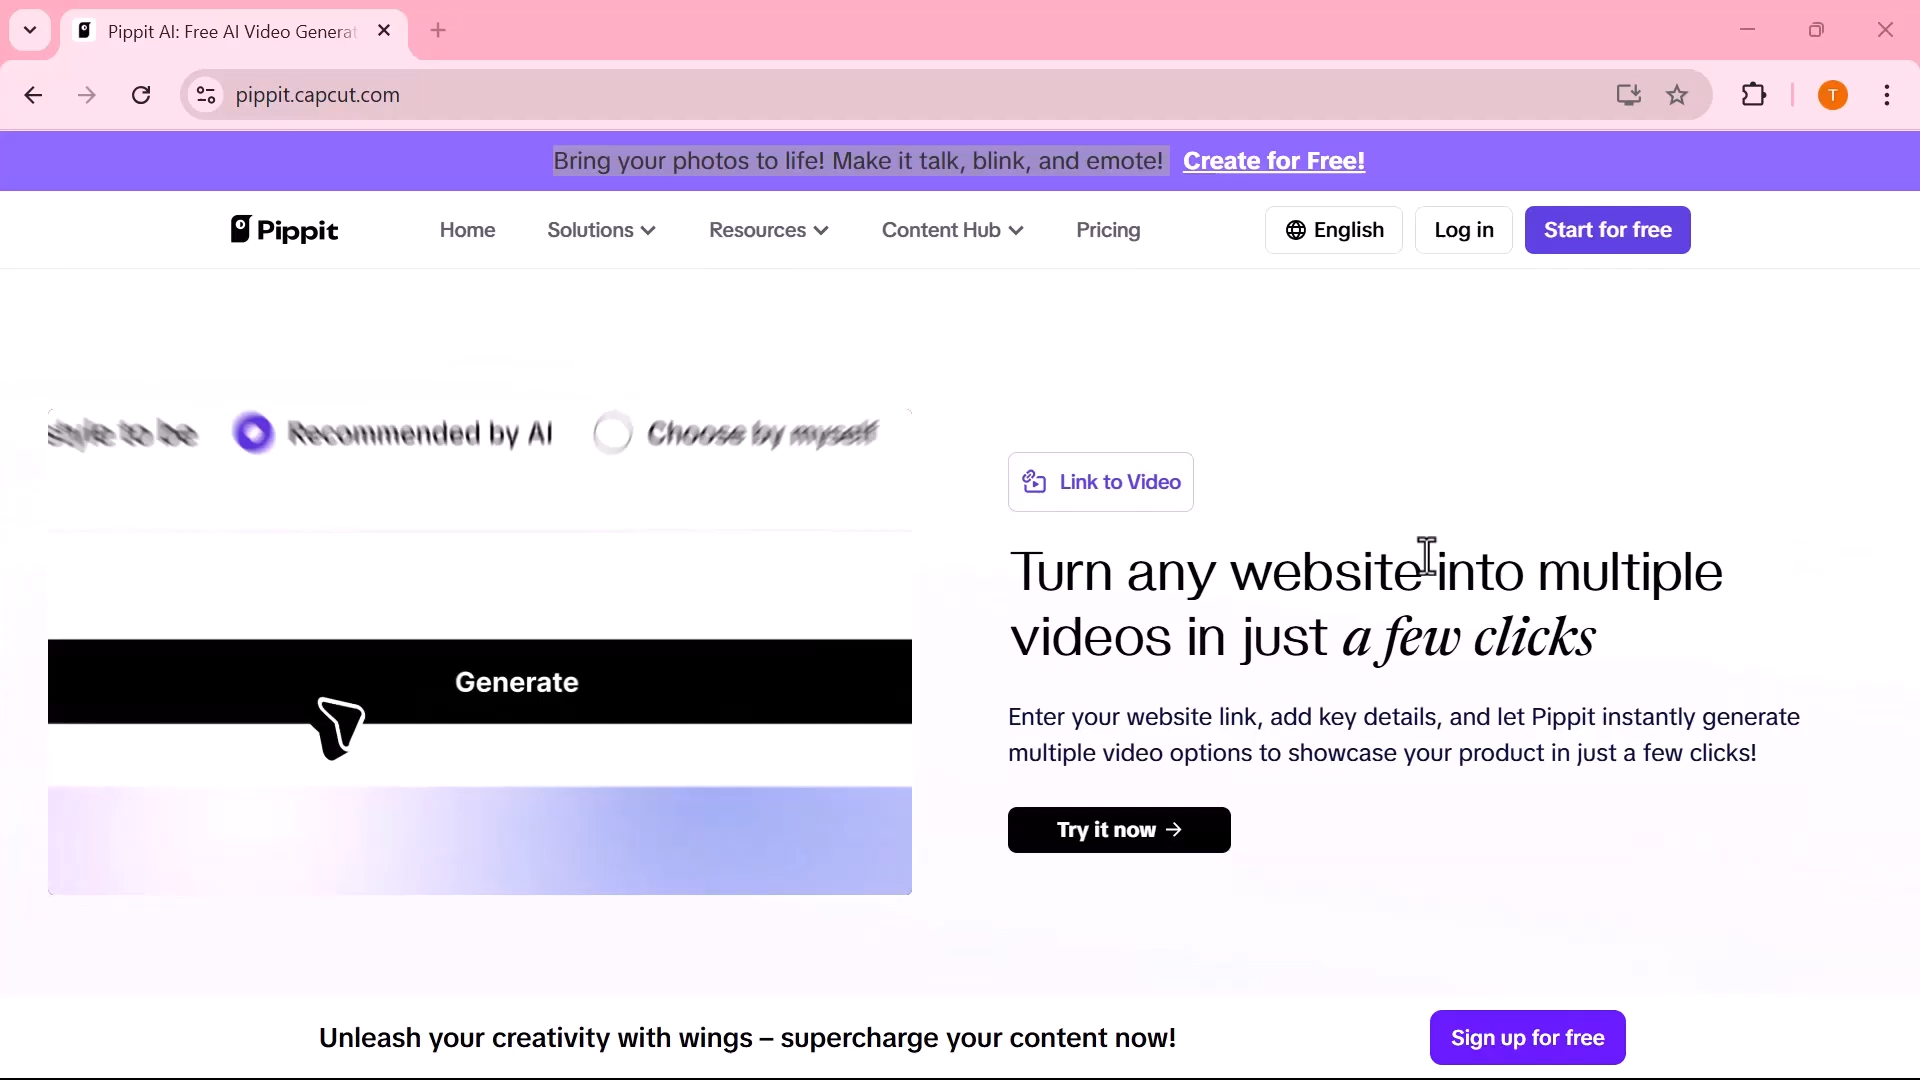 Pippit AI: Free AI Video Generat
pippit.capcut.com
T
Bring your photos to life! Make it talk, blink, and emote! Create for Free!
Pippit Home Solutions Resources Content Hub Pricing English Log in Start for free
style to be Recommended by AI Choose by myself
Generate
Link to Video
Turn any website into multiple
videos in just a few clicks
Enter your website link, add key details, and let Pippit instantly generate
multiple video options to showcase your product in just a few clicks!
Try it now →
Unleash your creativity with wings – supercharge your content now! Sign up for free